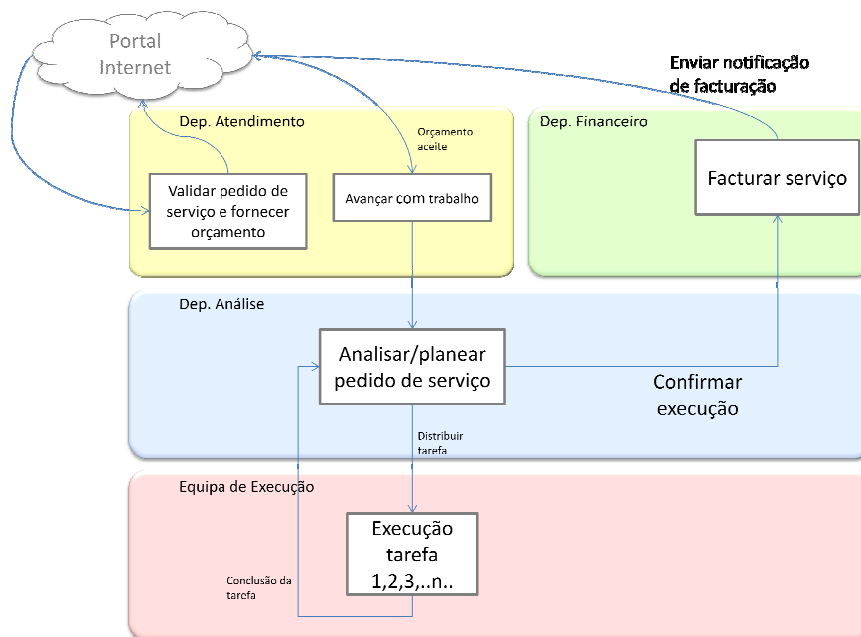 Portal
Internet
Enviar notificação
de facturação
Dep. Atendimento
Orçamento
aceite
Dep. Financeiro
Validar pedido de
serviço e fornecer
orçamento
Avançar com trabalho
Facturar serviço
Dep. Análise
Analisar/planear
pedido de serviço
Confirmar
execução
Distribuir
tarefa
Equipa de Execução
Execução
tarefa
1,2,3,..n..
Conclusão da
tarefa